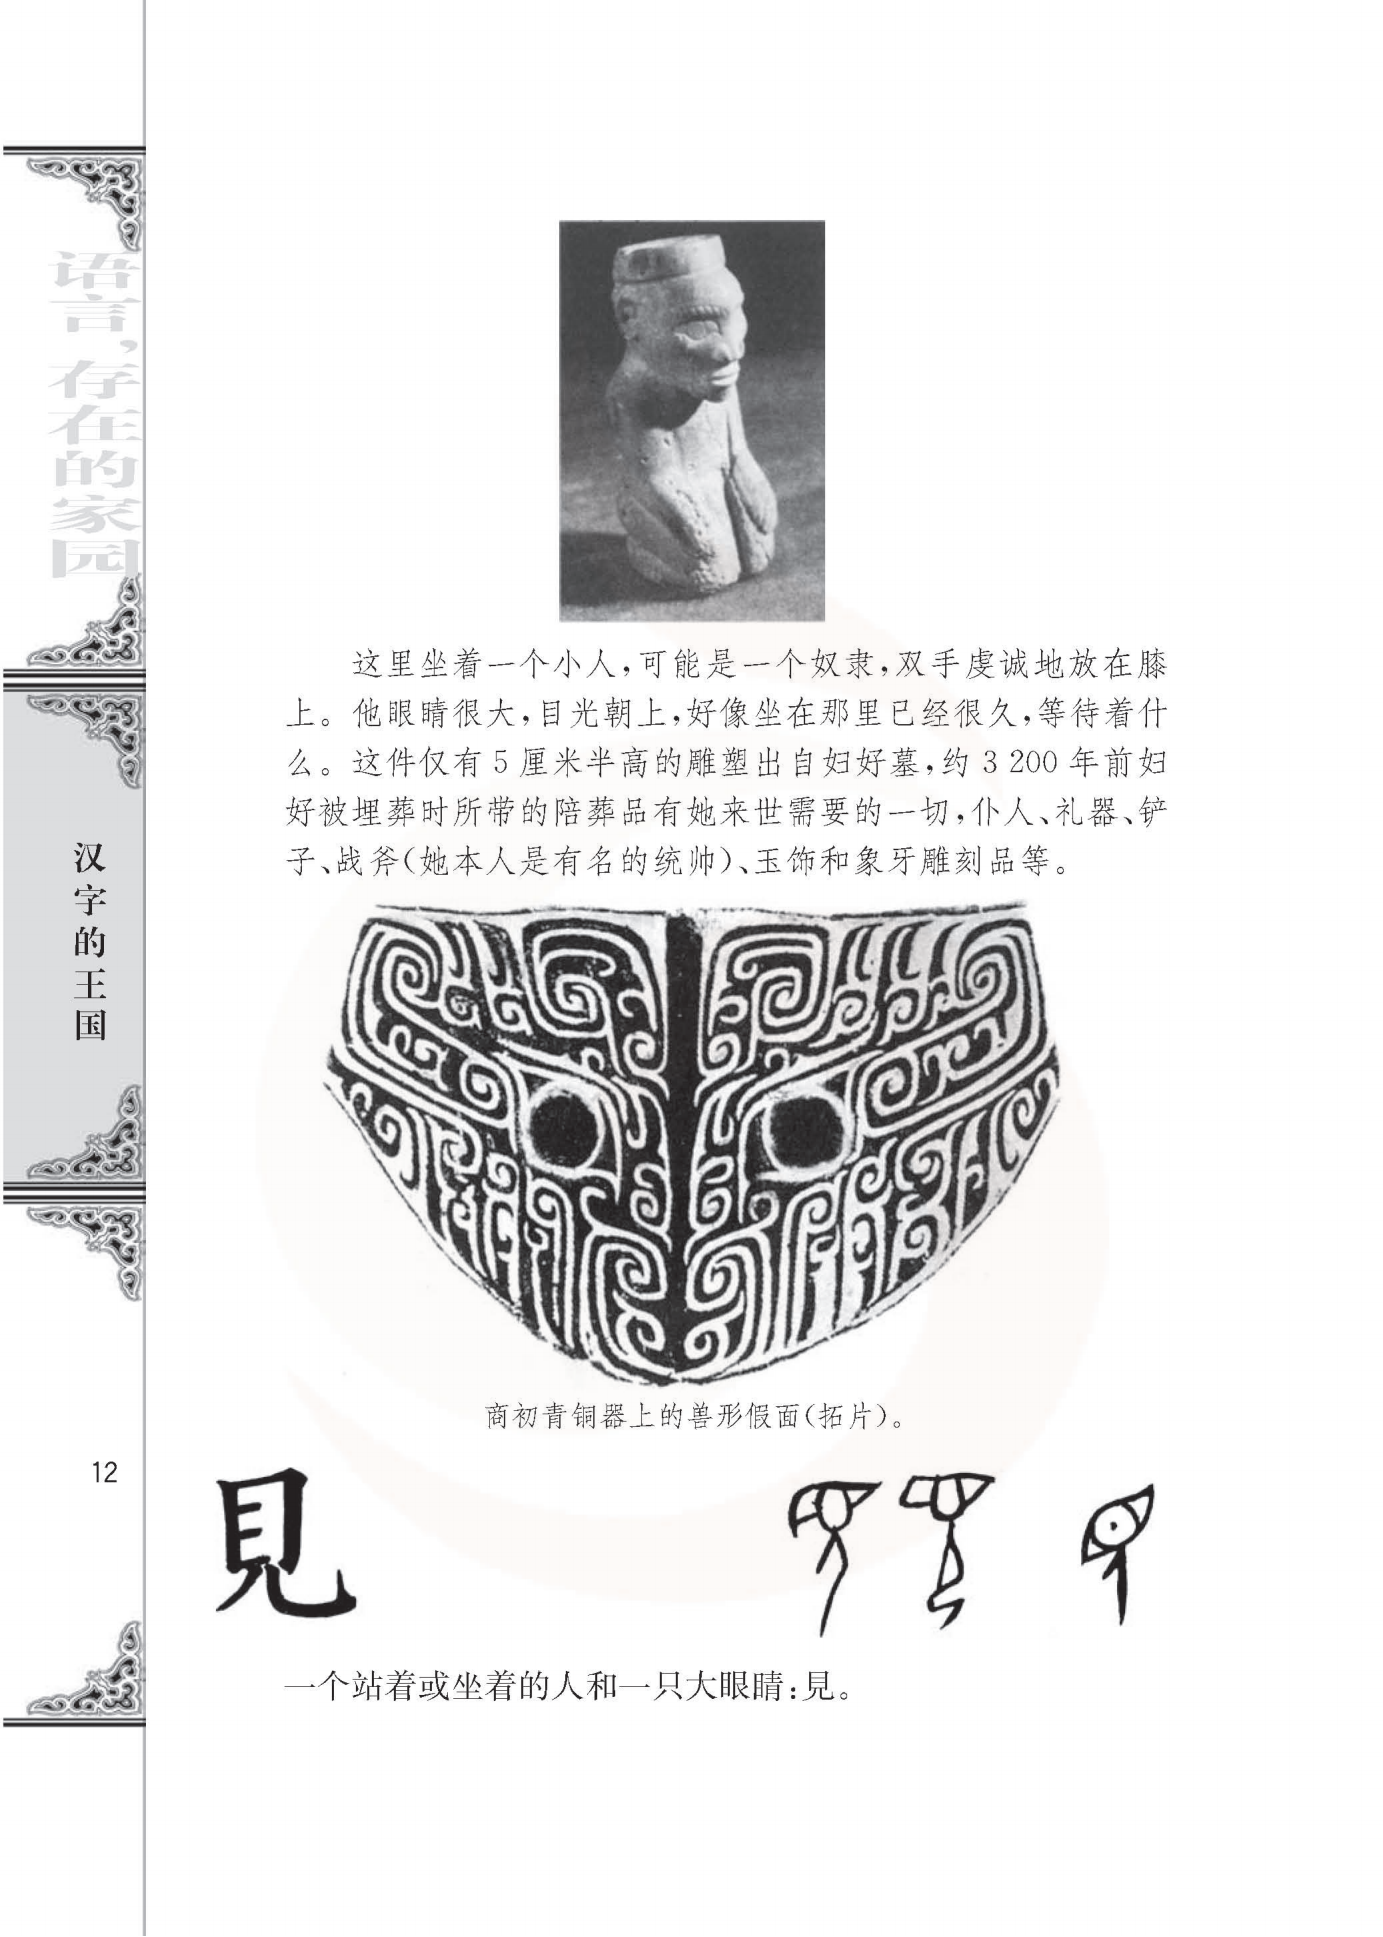 语言,存在的家园
汉字的王国
12
这里坐着一个小人,可能是一个奴隶,双手虔诚地放在膝
上。他眼睛很大,目光朝上,好像坐在那里已经很久,等待着什
么。这件仅有 5 厘米半高的雕塑出自妇好墓,约 3 200 年前妇
好被埋葬时所带的陪葬品有她来世需要的一切,仆人、礼器、铲
子、战斧(她本人是有名的统帅)、玉饰和象牙雕刻品等。
商初青铜器上的兽形假面(拓片)。
見
一个站着或坐着的人和一只大眼睛:見。